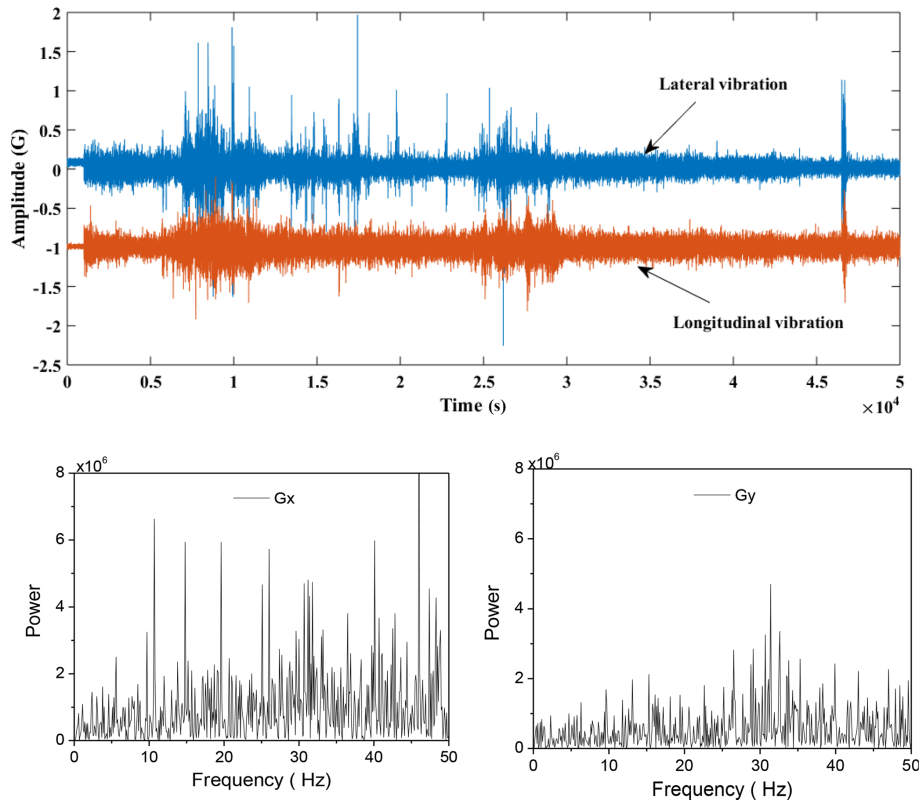 2
1.5
1
0.5
0
-0.5
-1
-1.5
-2
-2.5
Amplitude (G)
Lateral vibration
Longitudinal vibration
0 0.5 1 1.5 2 2.5 3 3.5 4 4.5 5
Time (s)
×10⁴
x10⁶
8
6
4
2
0
Power
Gx
0 10 20 30 40 50
Frequency ( Hz)
x10⁶
8
6
4
2
0
Power
Gy
0 10 20 30 40 50
Frequency ( Hz)